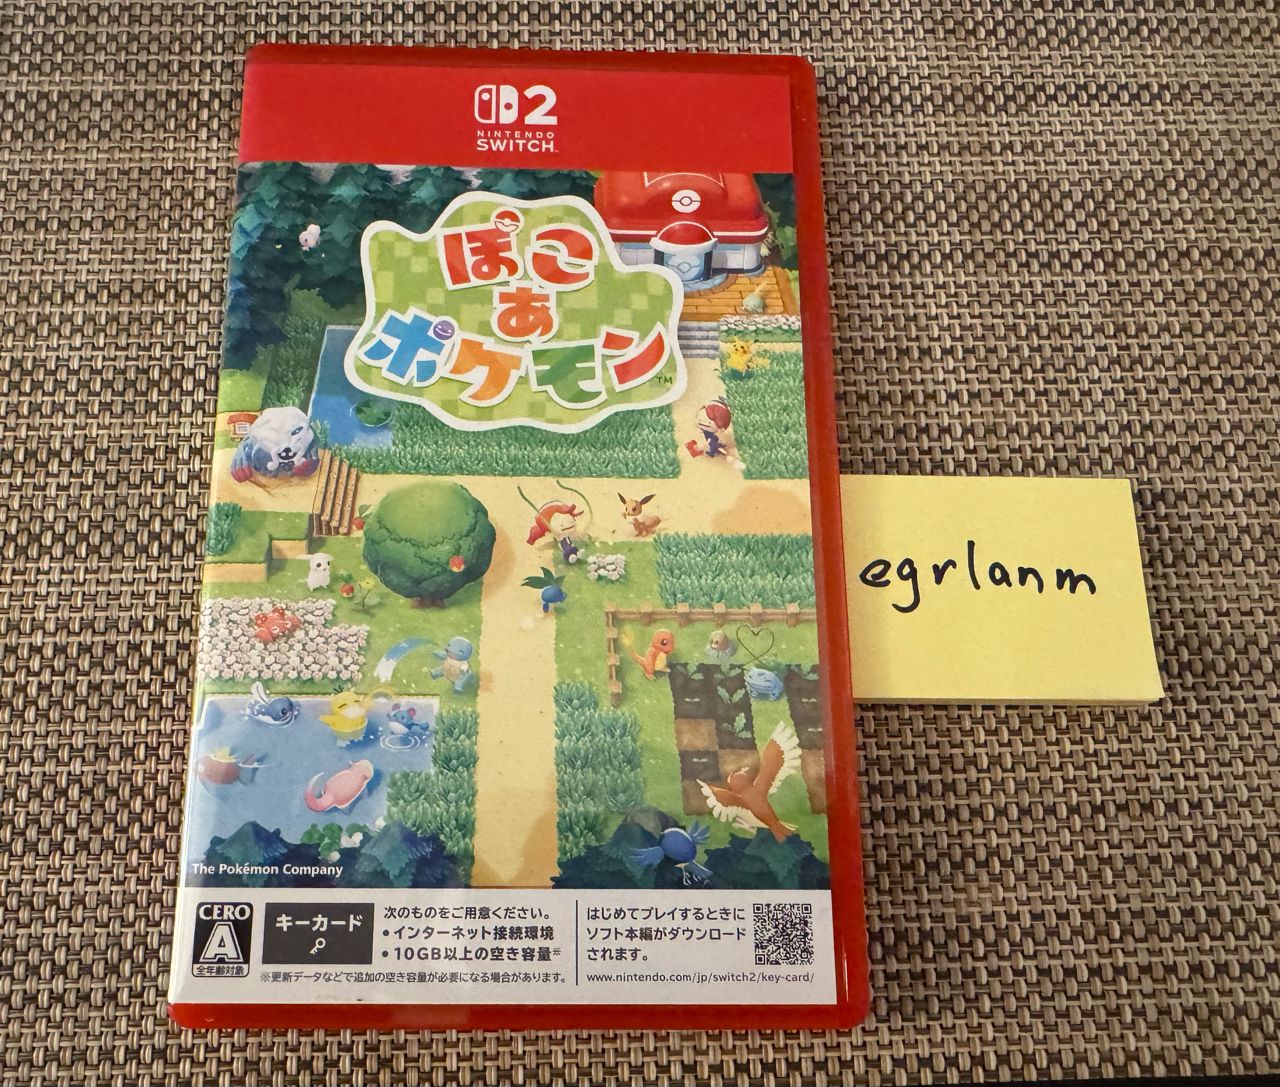 2
NINTENDO
SWITCH
ぽこ
あ
ポケモン™
egrlanm
The Pokémon Company
CERO
A
全年齢対象
キーカード
次のものをご用意ください。
•インターネット接続環境
•10GB以上の空き容量※
※更新データなどで追加の空き容量が必要になる場合があります。
はじめてプレイするときに
ソフト本編がダウンロード
されます。
www.nintendo.com/jp/switch2/key-card/